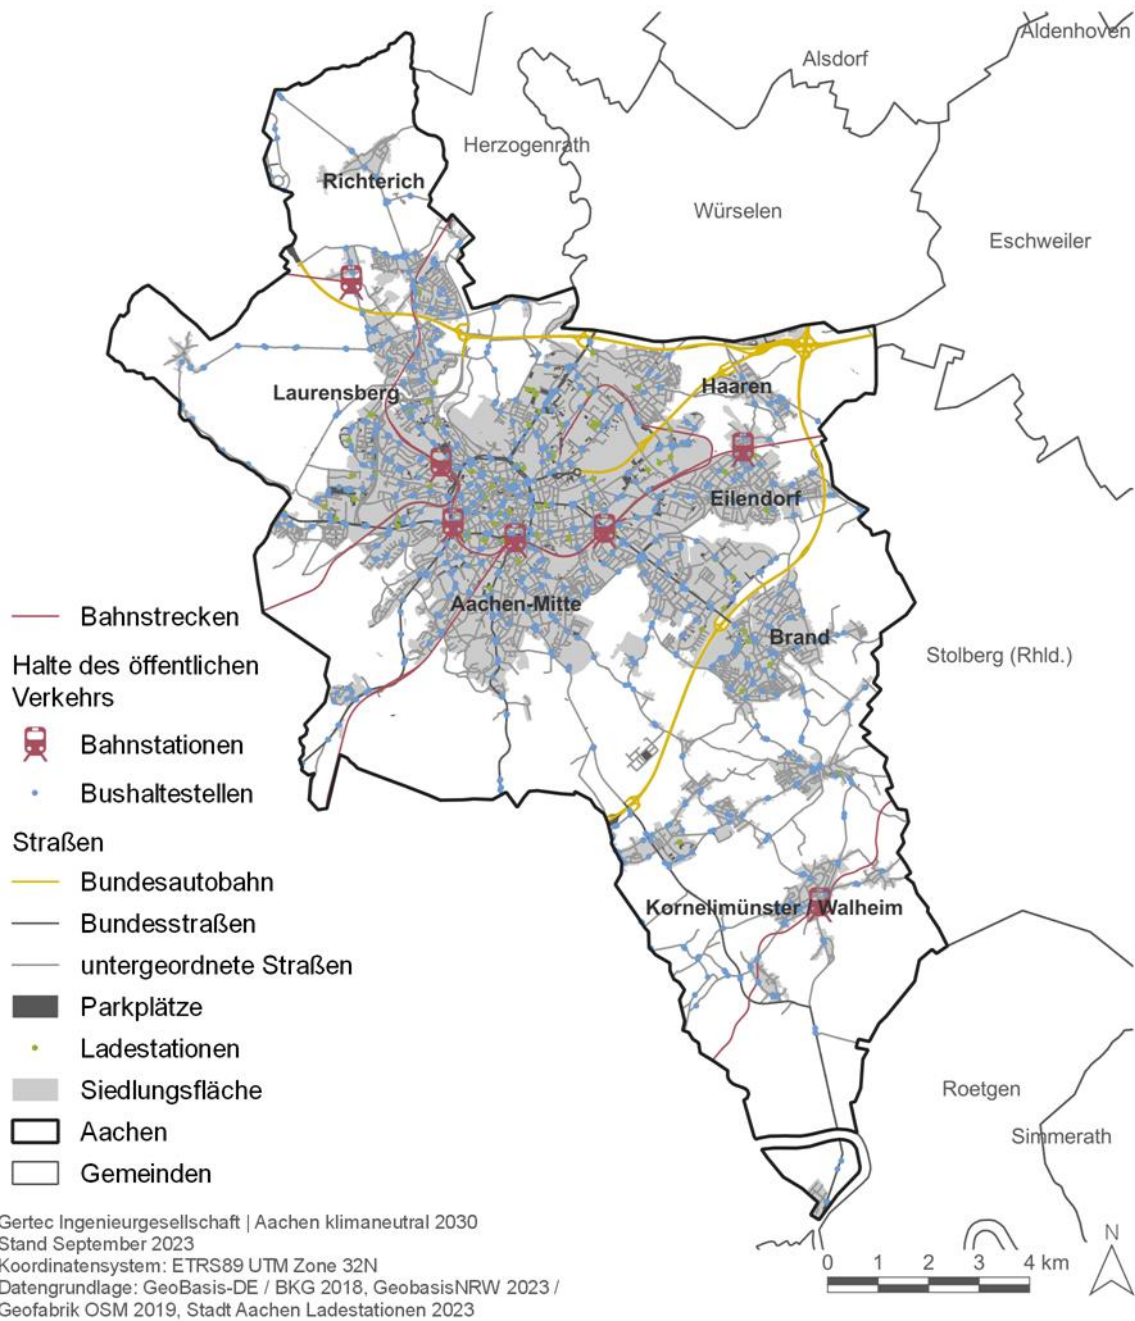 Aldenhoven
Alsdorf
Herzogenrath
Richterich
Würselen
Eschweiler
Laurensberg
Haaren
Eilendorf
Aachen-Mitte
Brand
Stolberg (Rhld.)
Kornelimünster / Walheim
Roetgen
Simmerath
Bahnstrecken
Halte des öffentlichen
Verkehrs
Bahnstationen
Bushaltestellen
Straßen
Bundesautobahn
Bundesstraßen
untergeordnete Straßen
Parkplätze
Ladestationen
Siedlungsfläche
Aachen
Gemeinden
Gertec Ingenieurgesellschaft | Aachen klimaneutral 2030
Stand September 2023
Koordinatensystem: ETRS89 UTM Zone 32N
Datengrundlage: GeoBasis-DE / BKG 2018, GeobasisNRW 2023 /
Geofabrik OSM 2019, Stadt Aachen Ladestationen 2023
0 1 2 3 4 km
N